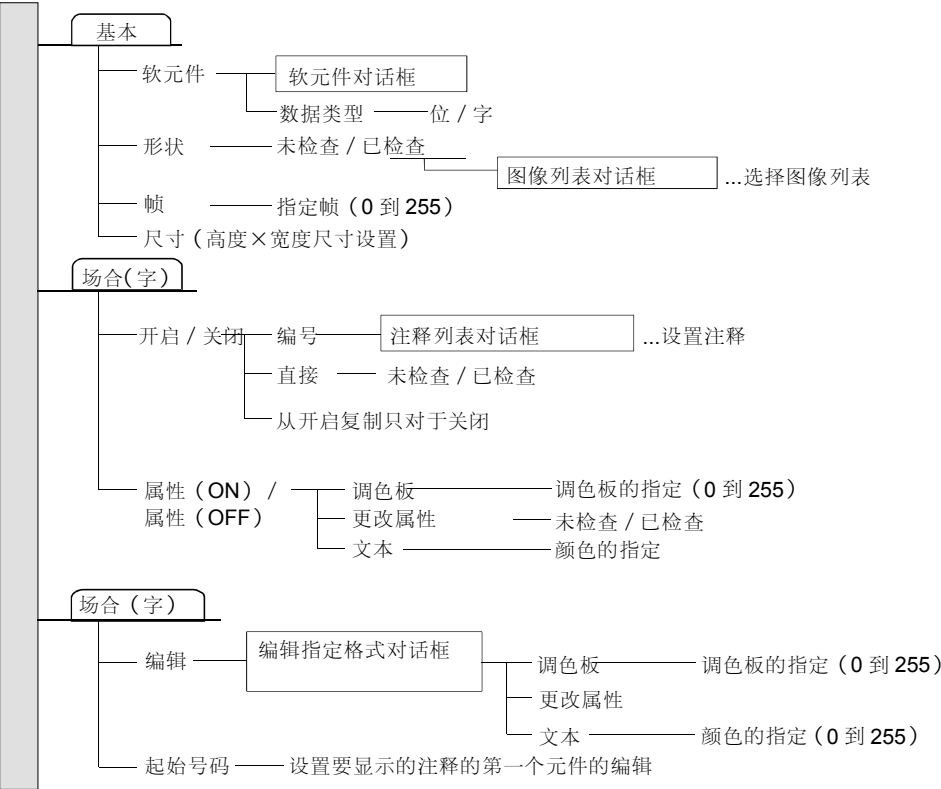 基本
软元件 软元件对话框
数据类型 位 / 字
形状 未检查 / 已检查
图像列表对话框 ...选择图像列表
帧 指定帧（0 到 255）
尺寸（高度×宽度尺寸设置）
场合(字)
开启 / 关闭 编号 注释列表对话框 ...设置注释
直接 未检查 / 已检查
从开启复制只对于关闭
属性（ON） / 调色板 调色板的指定（0 到 255）
属性（OFF） 更改属性 未检查 / 已检查
文本 颜色的指定
场合（字）
编辑 编辑指定格式对话框 调色板 调色板的指定（0 到 255）
更改属性
文本 颜色的指定（0 到 255）
起始号码 设置要显示的注释的第一个元件的编辑